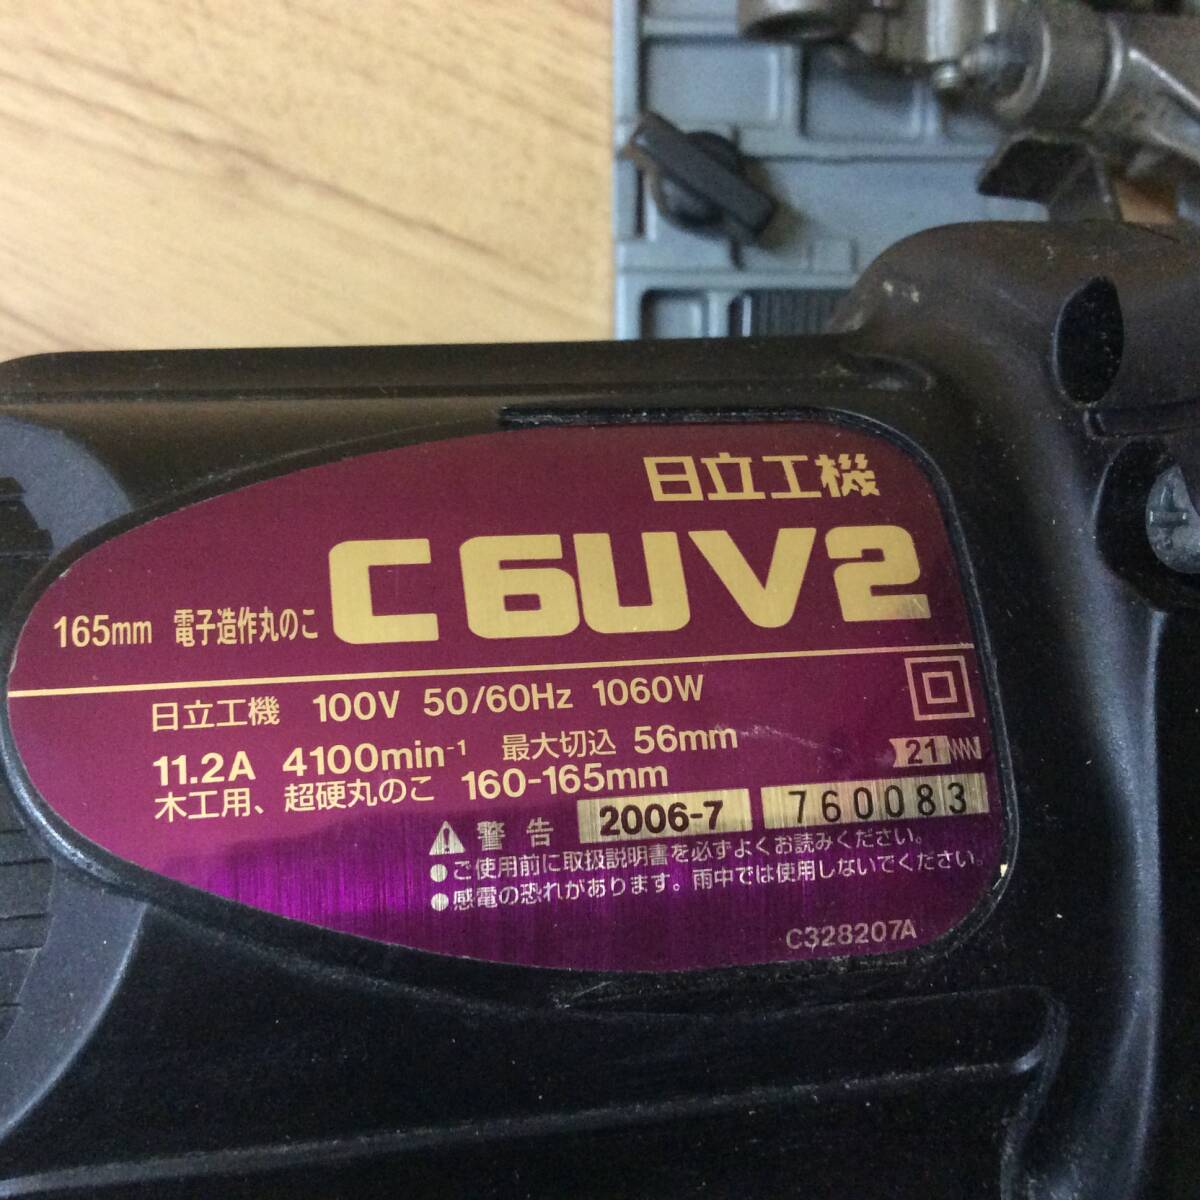 日立工機
165mm 電子造作丸のこ C6UV2
日立工機 100V 50/60Hz 1060W
11.2A 4100min⁻¹ 最大切込 56mm
21
木工用、超硬丸のこ 160-165mm
警告 2006-7 760083
●ご使用前に取扱説明書を必ずよくお読みください。
●感電の恐れがあります。雨中では使用しないでください。
C328207A